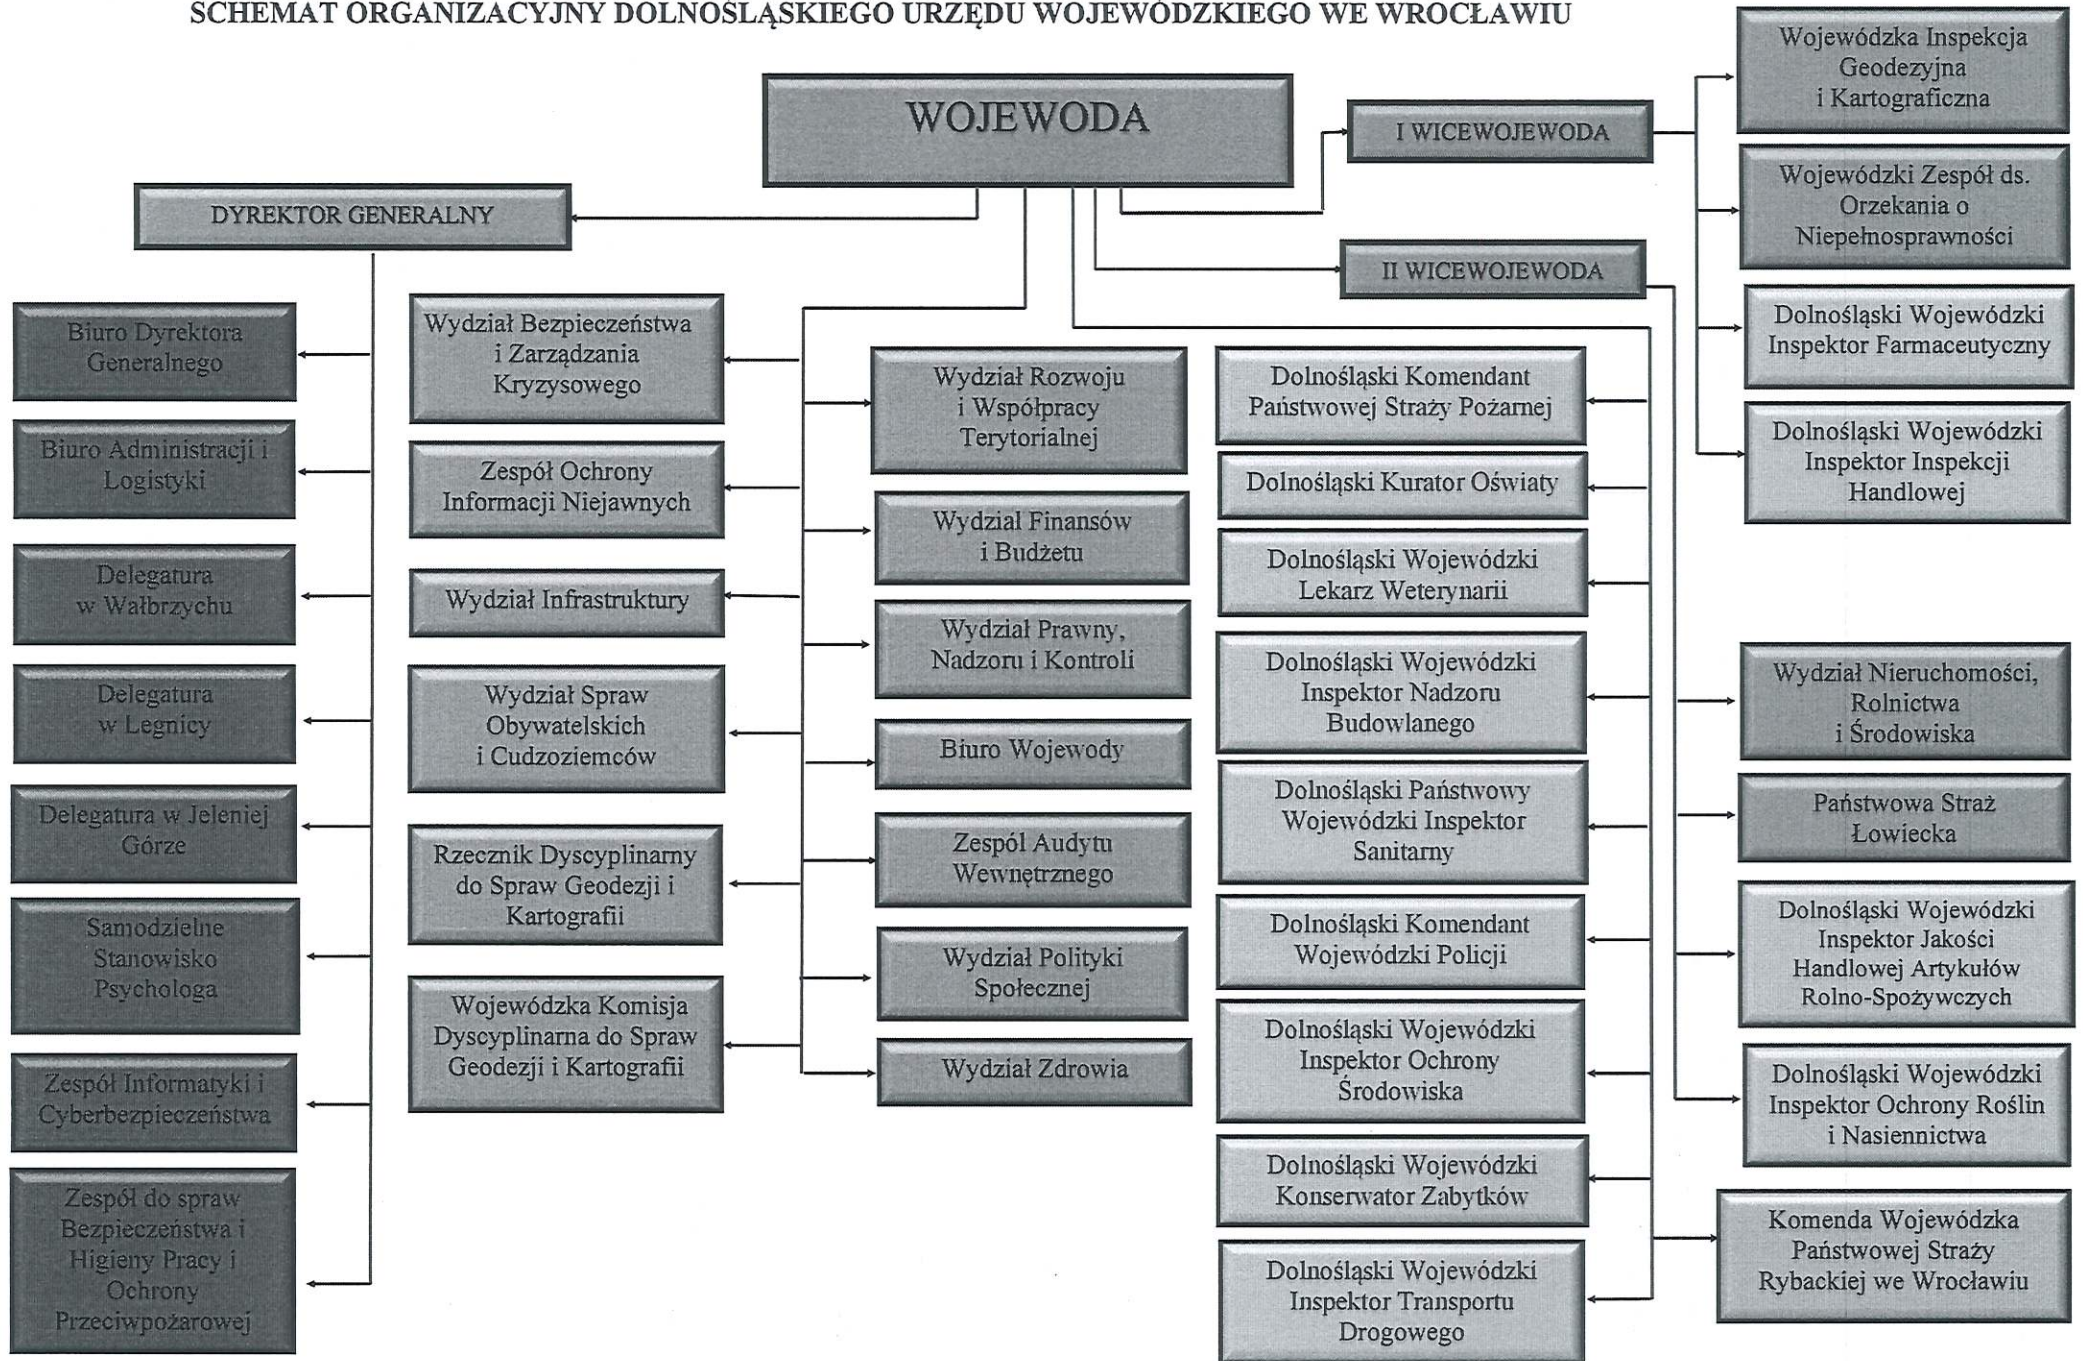 SCHEMAT ORGANIZACYJNY DOLNOŚLĄSKIEGO URZĘDU WOJEWÓDZKIEGO WE WROCŁAWIU
WOJEWODA
DYREKTOR GENERALNY
I WICEWOJEWODA
II WICEWOJEWODA
Biuro Dyrektora
Generalnego
Biuro Administracji i
Logistyki
Delegatura
w Wałbrzychu
Delegatura
w Legnicy
Delegatura w Jeleniej
Górze
Samodzielne
Stanowisko
Psychologa
Zespół Informatyki i
Cyberbezpieczeństwa
Zespół do spraw
Bezpieczeństwa i
Higieny Pracy i
Ochrony
Przeciwpożarowej
Wydział Bezpieczeństwa
i Zarządzania
Kryzysowego
Zespół Ochrony
Informacji Niejawnych
Wydział Infrastruktury
Wydział Spraw
Obywatelskich
i Cudzoziemców
Rzecznik Dyscyplinarny
do Spraw Geodezji i
Kartografii
Wojewódzka Komisja
Dyscyplinarna do Spraw
Geodezji i Kartografii
Wydział Rozwoju
i Współpracy
Terytorialnej
Wydział Finansów
i Budżetu
Wydział Prawny,
Nadzoru i Kontroli
Biuro Wojewody
Zespół Audytu
Wewnętrznego
Wydział Polityki
Społecznej
Wydział Zdrowia
Dolnośląski Komendant
Państwowej Straży Pożarnej
Dolnośląski Kurator Oświaty
Dolnośląski Wojewódzki
Lekarz Weterynarii
Dolnośląski Wojewódzki
Inspektor Nadzoru
Budowlanego
Dolnośląski Państwowy
Wojewódzki Inspektor
Sanitarny
Dolnośląski Komendant
Wojewódzki Policji
Dolnośląski Wojewódzki
Inspektor Ochrony
Środowiska
Dolnośląski Wojewódzki
Konserwator Zabytków
Dolnośląski Wojewódzki
Inspektor Transportu
Drogowego
Wojewódzka Inspekcja
Geodezyjna
i Kartograficzna
Wojewódzki Zespół ds.
Orzekania o
Niepełnosprawności
Dolnośląski Wojewódzki
Inspektor Farmaceutyczny
Dolnośląski Wojewódzki
Inspektor Inspekcji
Handlowej
Wydział Nieruchomości,
Rolnictwa
i Środowiska
Państwowa Straż
Łowiecka
Dolnośląski Wojewódzki
Inspektor Jakości
Handlowej Artykułów
Rolno-Spożywczych
Dolnośląski Wojewódzki
Inspektor Ochrony Roślin
i Nasiennictwa
Komenda Wojewódzka
Państwowej Straży
Rybackiej we Wrocławiu